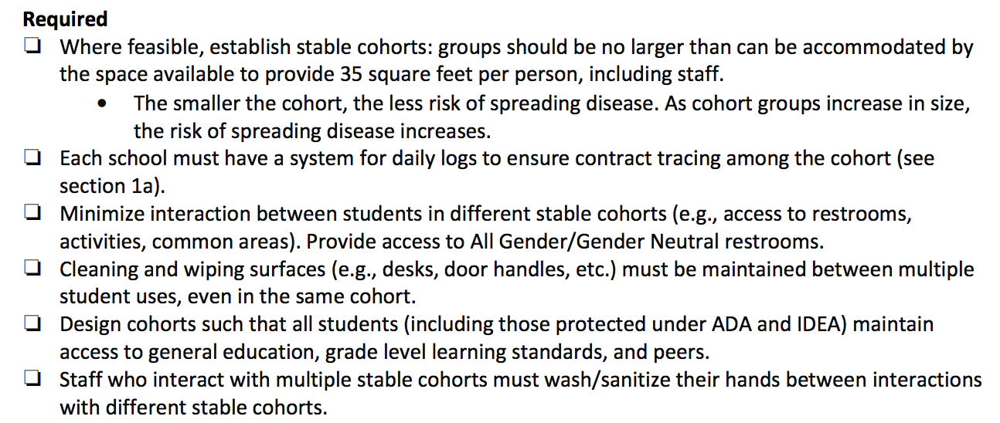 Required
❏ Where feasible, establish stable cohorts: groups should be no larger than can be accommodated by
the space available to provide 35 square feet per person, including staff.
• The smaller the cohort, the less risk of spreading disease. As cohort groups increase in size,
the risk of spreading disease increases.
❏ Each school must have a system for daily logs to ensure contract tracing among the cohort (see
section 1a).
❏ Minimize interaction between students in different stable cohorts (e.g., access to restrooms,
activities, common areas). Provide access to All Gender/Gender Neutral restrooms.
❏ Cleaning and wiping surfaces (e.g., desks, door handles, etc.) must be maintained between multiple
student uses, even in the same cohort.
❏ Design cohorts such that all students (including those protected under ADA and IDEA) maintain
access to general education, grade level learning standards, and peers.
❏ Staff who interact with multiple stable cohorts must wash/sanitize their hands between interactions
with different stable cohorts.